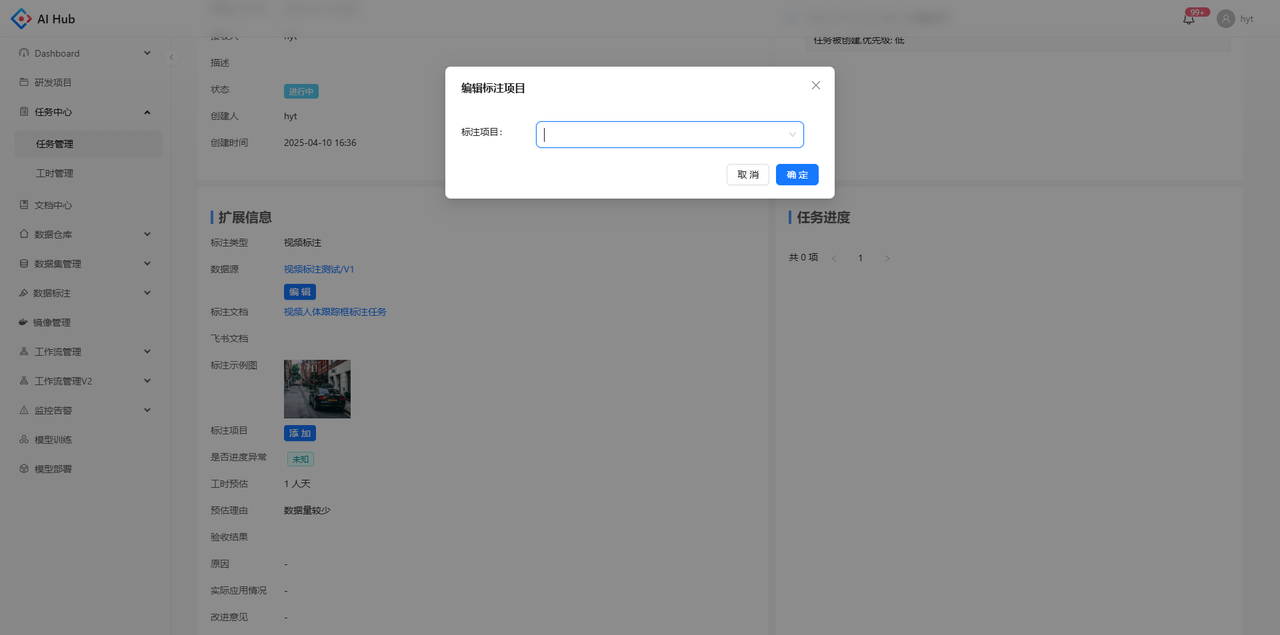 AI Hub
99+
hyt
Dashboard
研发项目
任务中心
任务管理
工时管理
文档中心
数据仓库
数据集管理
数据标注
镜像管理
工作流管理
工作流管理V2
监控告警
模型训练
模型部署
接收人 hyt
描述
状态 进行中
创建人 hyt
创建时间 2025-04-10 16:36
任务被创建,优先级: 低
编辑标注项目
标注项目:
取 消
确 定
扩展信息
标注类型 视频标注
数据源 视频标注测试/V1
编 辑
标注文档 视频人体跟踪框标注任务
飞书文档
标注示例图
标注项目 添 加
是否进度异常 未知
工时预估 1 人天
预估理由 数据量较少
验收结果
原因 -
实际应用情况 -
改进意见 -
任务进度
共 0 项 1